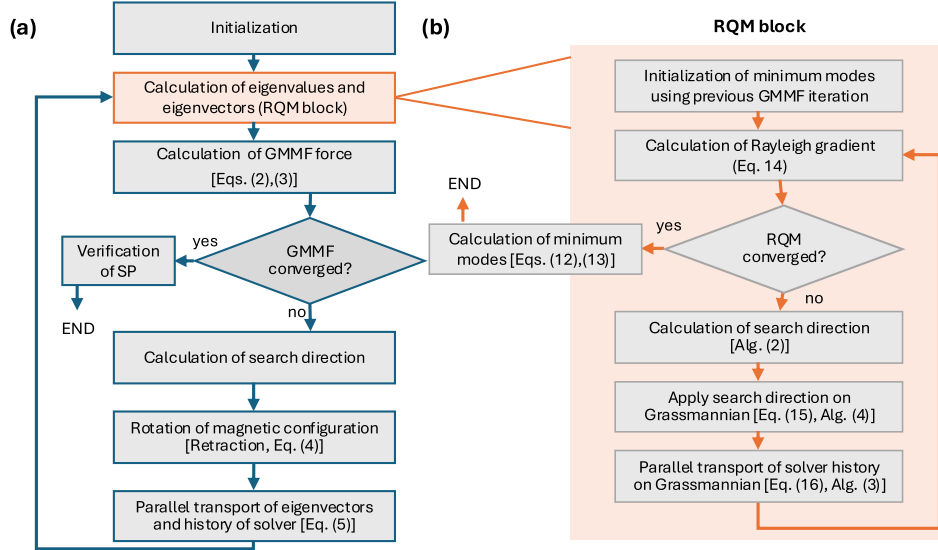 (a)
Initialization
Calculation of eigenvalues and
eigenvectors (RQM block)
Calculation of GMMF force
[Eqs. (2),(3)]
GMMF
converged?
yes
Verification
of SP
END
no
Calculation of search direction
Rotation of magnetic configuration
[Retraction, Eq. (4)]
Parallel transport of eigenvectors
and history of solver [Eq. (5)]
(b)
RQM block
Initialization of minimum modes
using previous GMMF iteration
Calculation of Rayleigh gradient
(Eq. 14)
RQM
converged?
yes
Calculation of minimum
modes [Eqs. (12),(13)]
END
no
Calculation of search direction
[Alg. (2)]
Apply search direction on
Grassmannian [Eq. (15), Alg. (4)]
Parallel transport of solver history
on Grassmannian [Eq. (16), Alg. (3)]